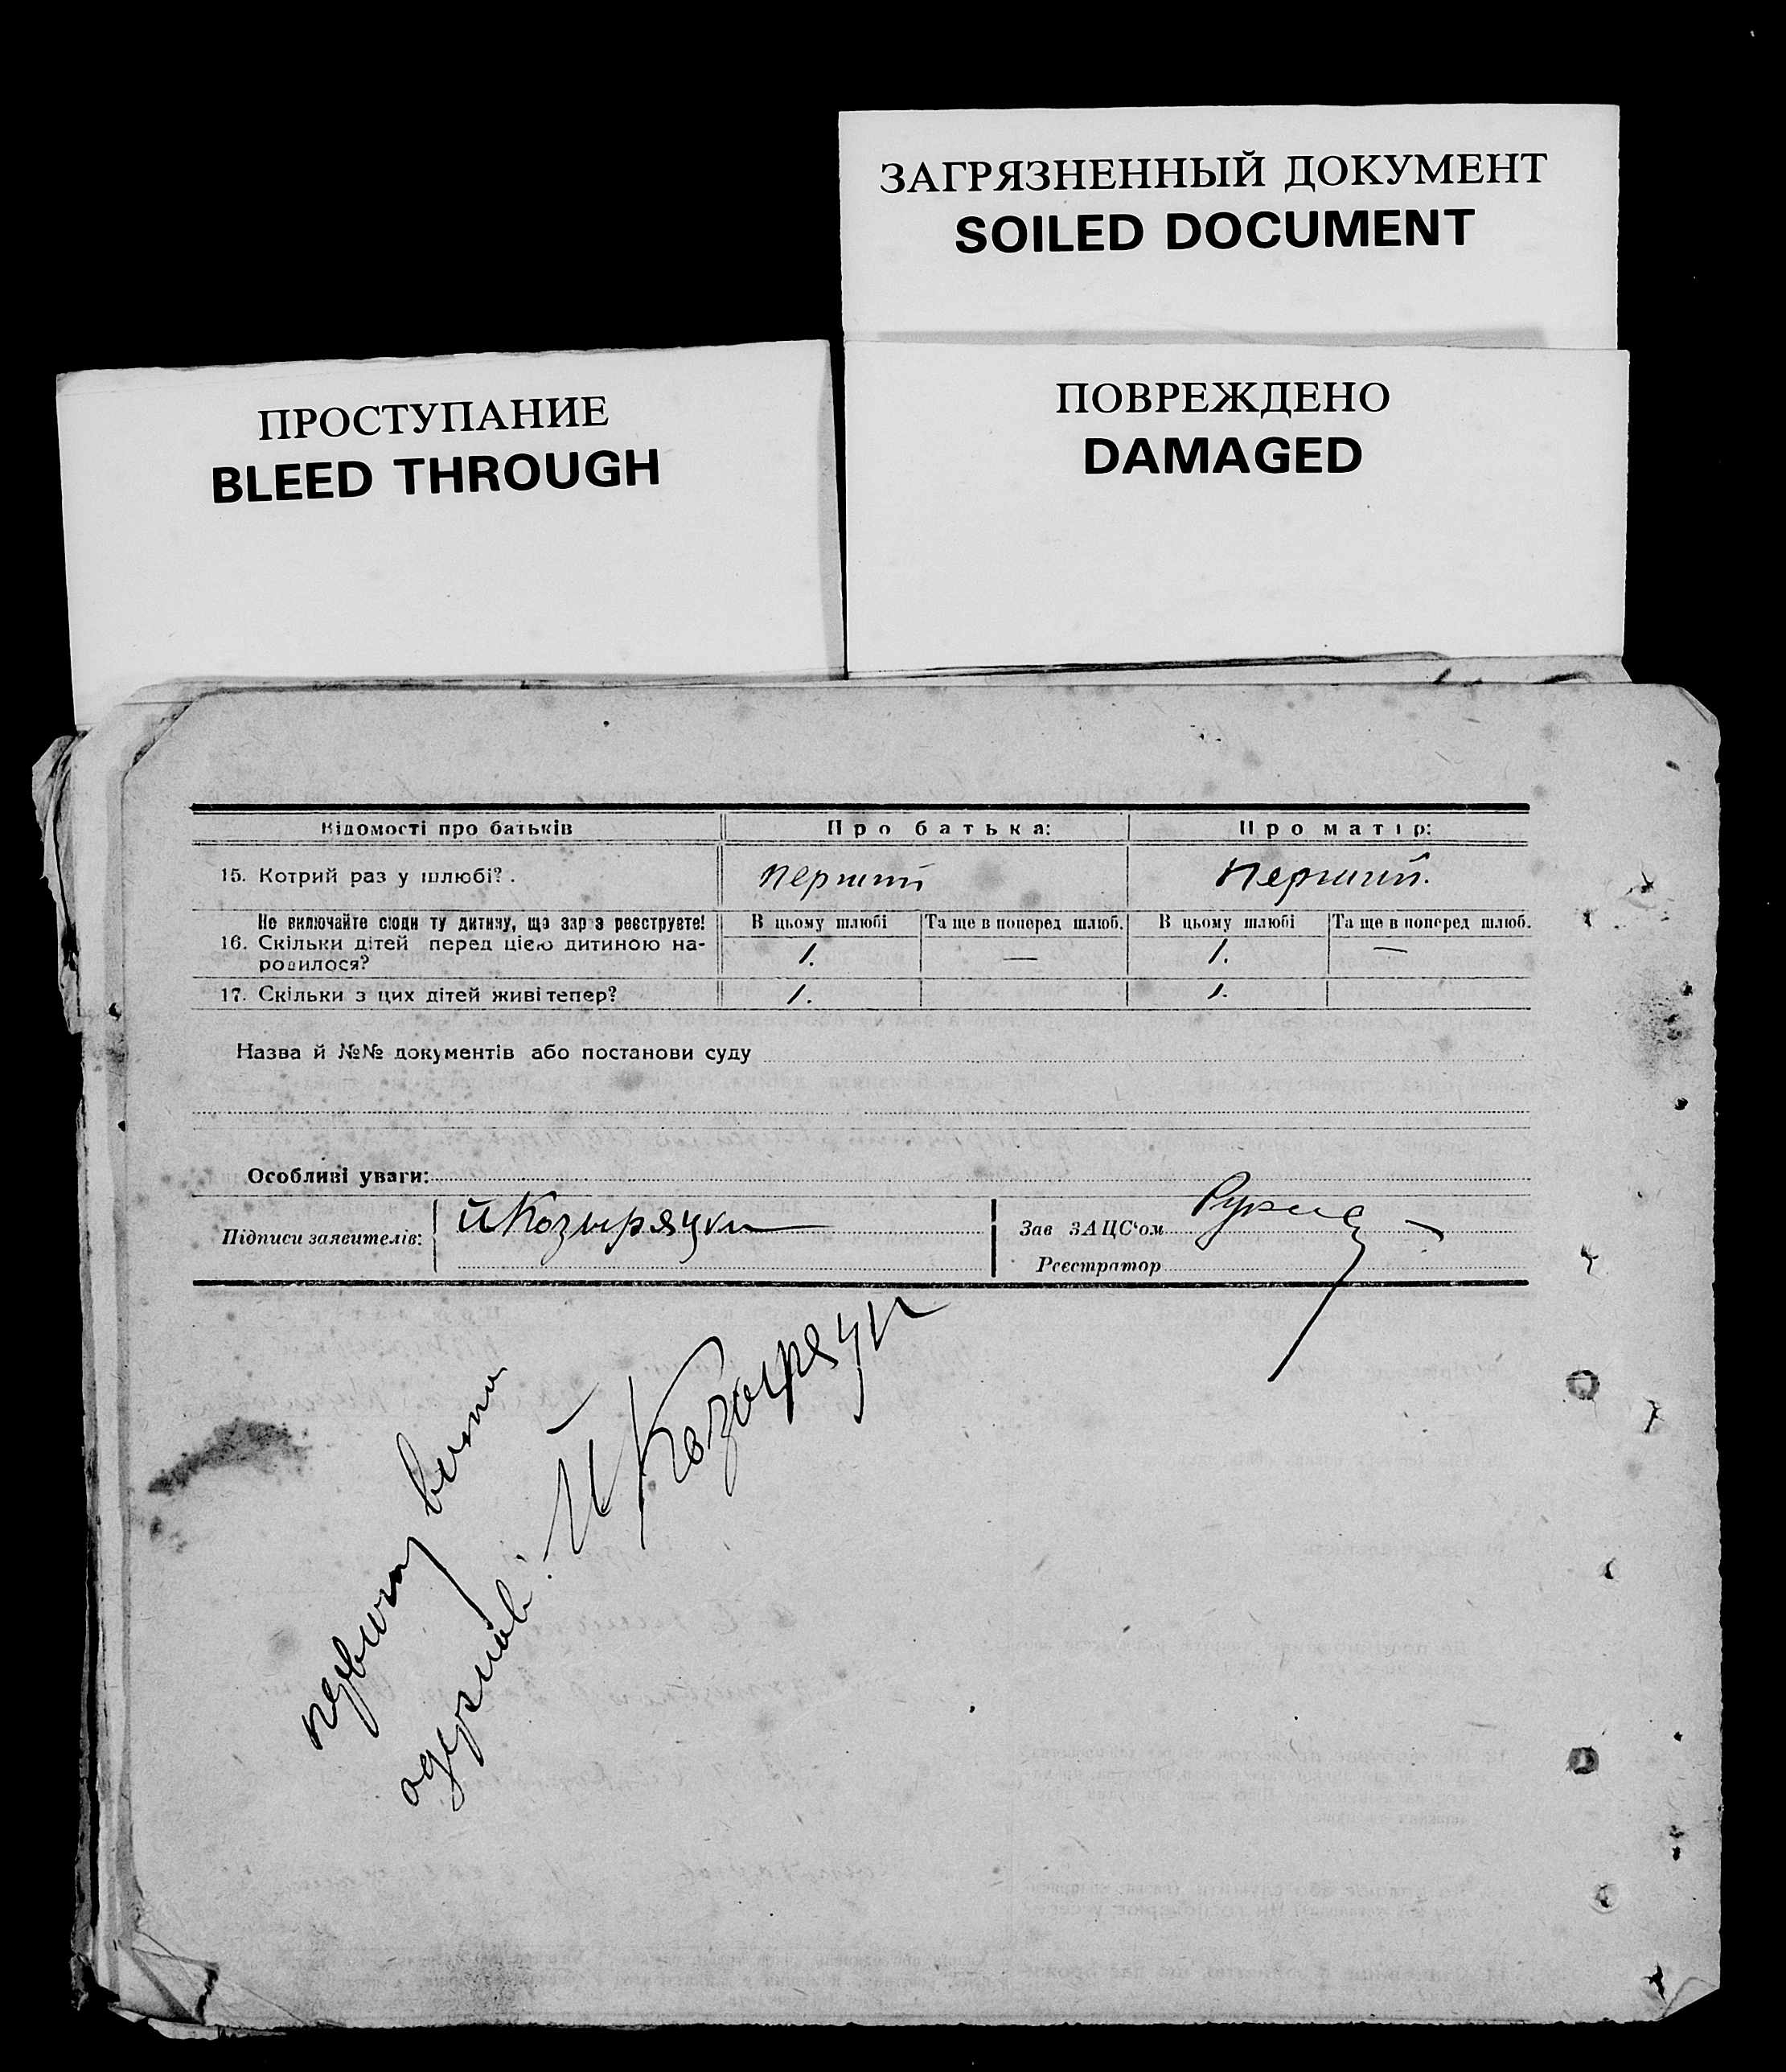 ЗАГРЯЗНЕННЫЙ ДОКУМЕНТ
SOILED DOCUMENT
ПРОСТУПАНИЕ
BLEED THROUGH
ПОВРЕЖДЕНО
DAMAGED
Відомості про батьків Про батька: Про матір:
15. Котрий раз у шлюбі? . перший перший.
Не включайте сюди ту дитину, що зараз реєструєте! В цьому шлюбі Та ще в поперед шлюб. В цьому шлюбі Та ще в поперед шлюб.
16. Скільки дітей перед цією дитиною на-
родилося? 1. — 1. —
17. Скільки з цих дітей живі тепер? 1. 1.
Назва й №№ документів або постанови суду
Особливі уваги:
Підписи заявителів: Зав ЗАЦС'ом
Реєстратор
одержав